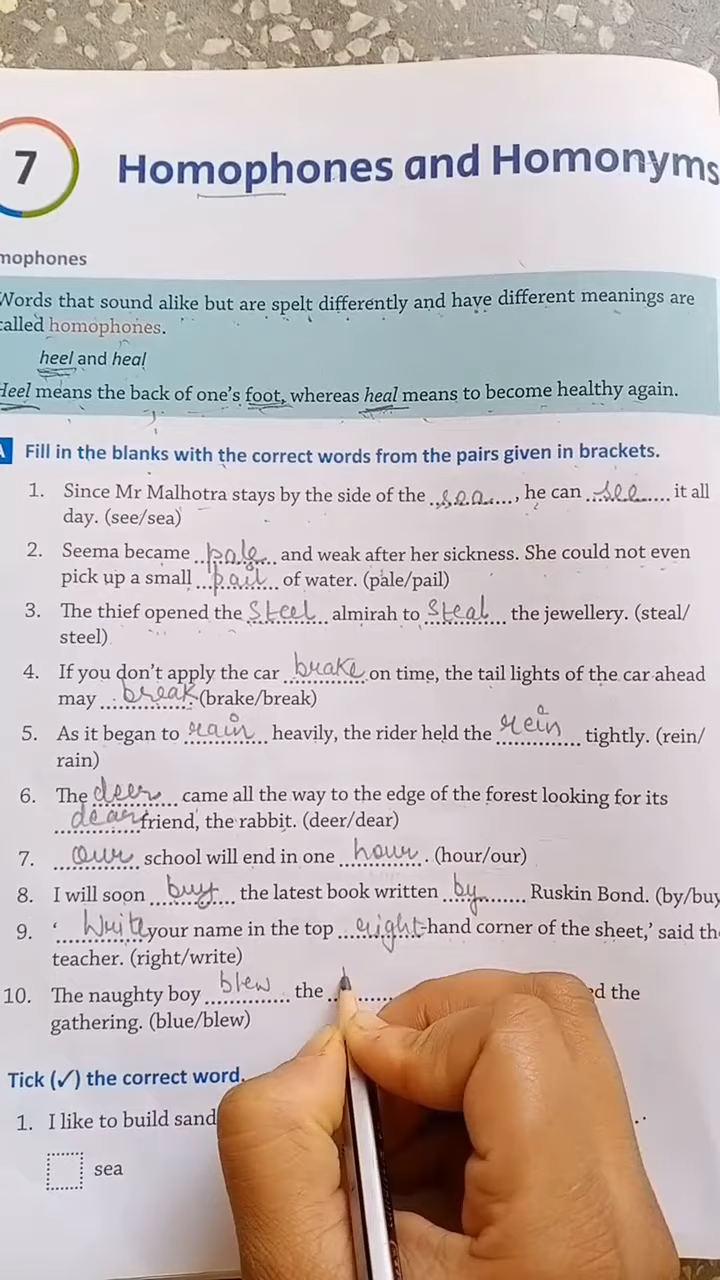 7
Homophones and Homonyms
mophones
Words that sound alike but are spelt differently and have different meanings are
called homophones.
heel and heal
Heel means the back of one's foot, whereas heal means to become healthy again.
A Fill in the blanks with the correct words from the pairs given in brackets.
1. Since Mr Malhotra stays by the side of the sea, he can see it all
day. (see/sea)
2. Seema became pale and weak after her sickness. She could not even
pick up a small pail of water. (pale/pail)
3. The thief opened the steel almirah to steal the jewellery. (steal/
steel)
4. If you don't apply the car brake on time, the tail lights of the car ahead
may break. (brake/break)
5. As it began to rain heavily, the rider held the rein tightly. (rein/
rain)
6. The deer came all the way to the edge of the forest looking for its
dear friend, the rabbit. (deer/dear)
7. our school will end in one hour. (hour/our)
8. I will soon buy the latest book written by Ruskin Bond. (by/buy
9. 'Write your name in the top right-hand corner of the sheet,' said th
teacher. (right/write)
10. The naughty boy blew the d the
gathering. (blue/blew)
Tick (✓) the correct word.
1. I like to build sand
sea